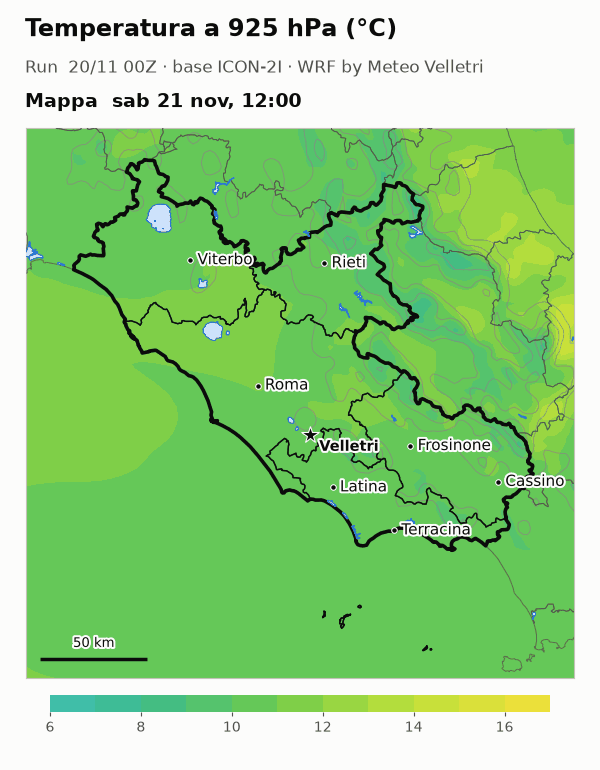 Temperatura a 925 hPa (°C)
Run  20/11 00Z · base ICON-2I · WRF by Meteo Velletri
Mappa  sab 21 nov, 12:00
Viterbo
Rieti
Roma
Velletri
Frosinone
Cassino
Latina
Terracina
50 km
6 8 10 12 14 16